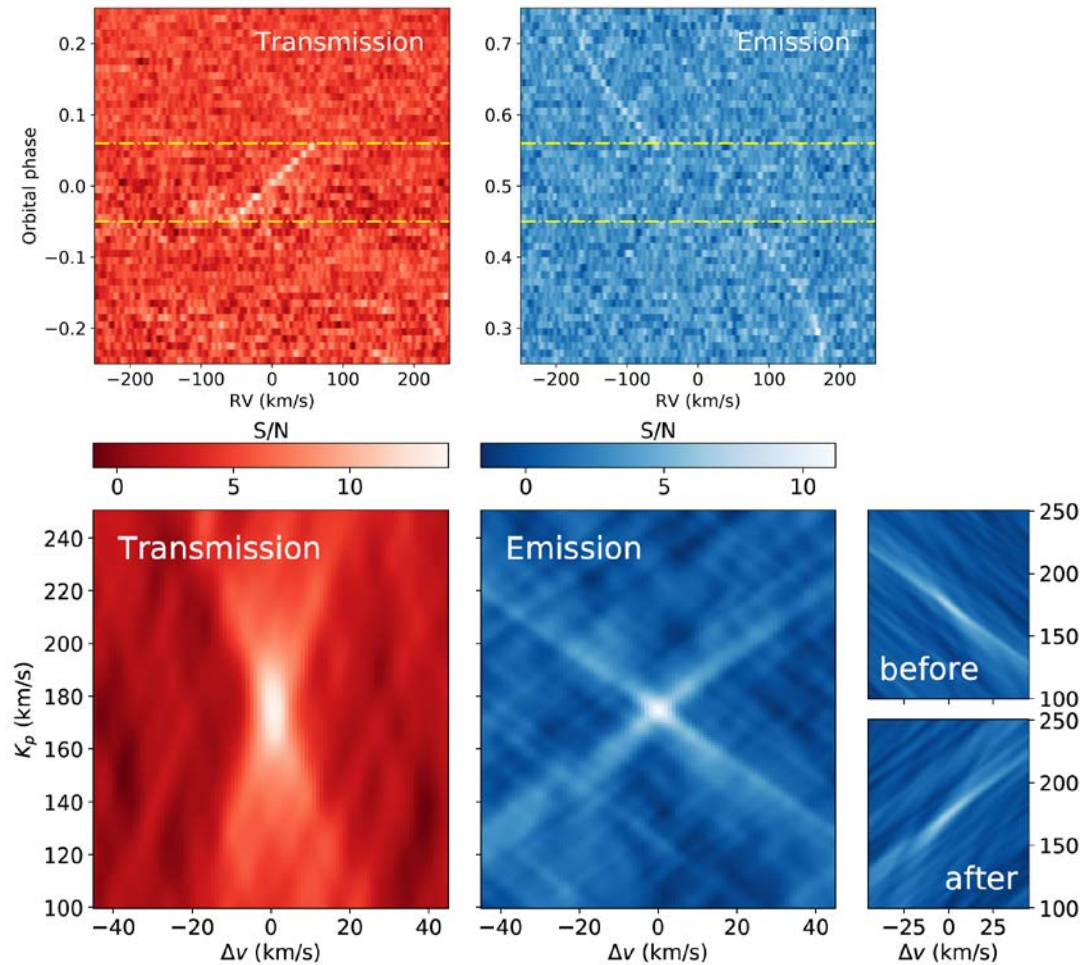 Transmission
Emission
0.2
0.1
0.0
−0.1
−0.2
Orbital phase
0.7
0.6
0.5
0.4
0.3
−200 −100 0 100 200
RV (km/s)
−200 −100 0 100 200
RV (km/s)
S/N
0 5 10
S/N
0 5 10
Transmission
Emission
240
220
200
180
160
140
120
100
Kp (km/s)
−40 −20 0 20 40
Δv (km/s)
−40 −20 0 20 40
Δv (km/s)
before
250
200
150
100
after
250
200
150
100
−25 0 25
Δv (km/s)